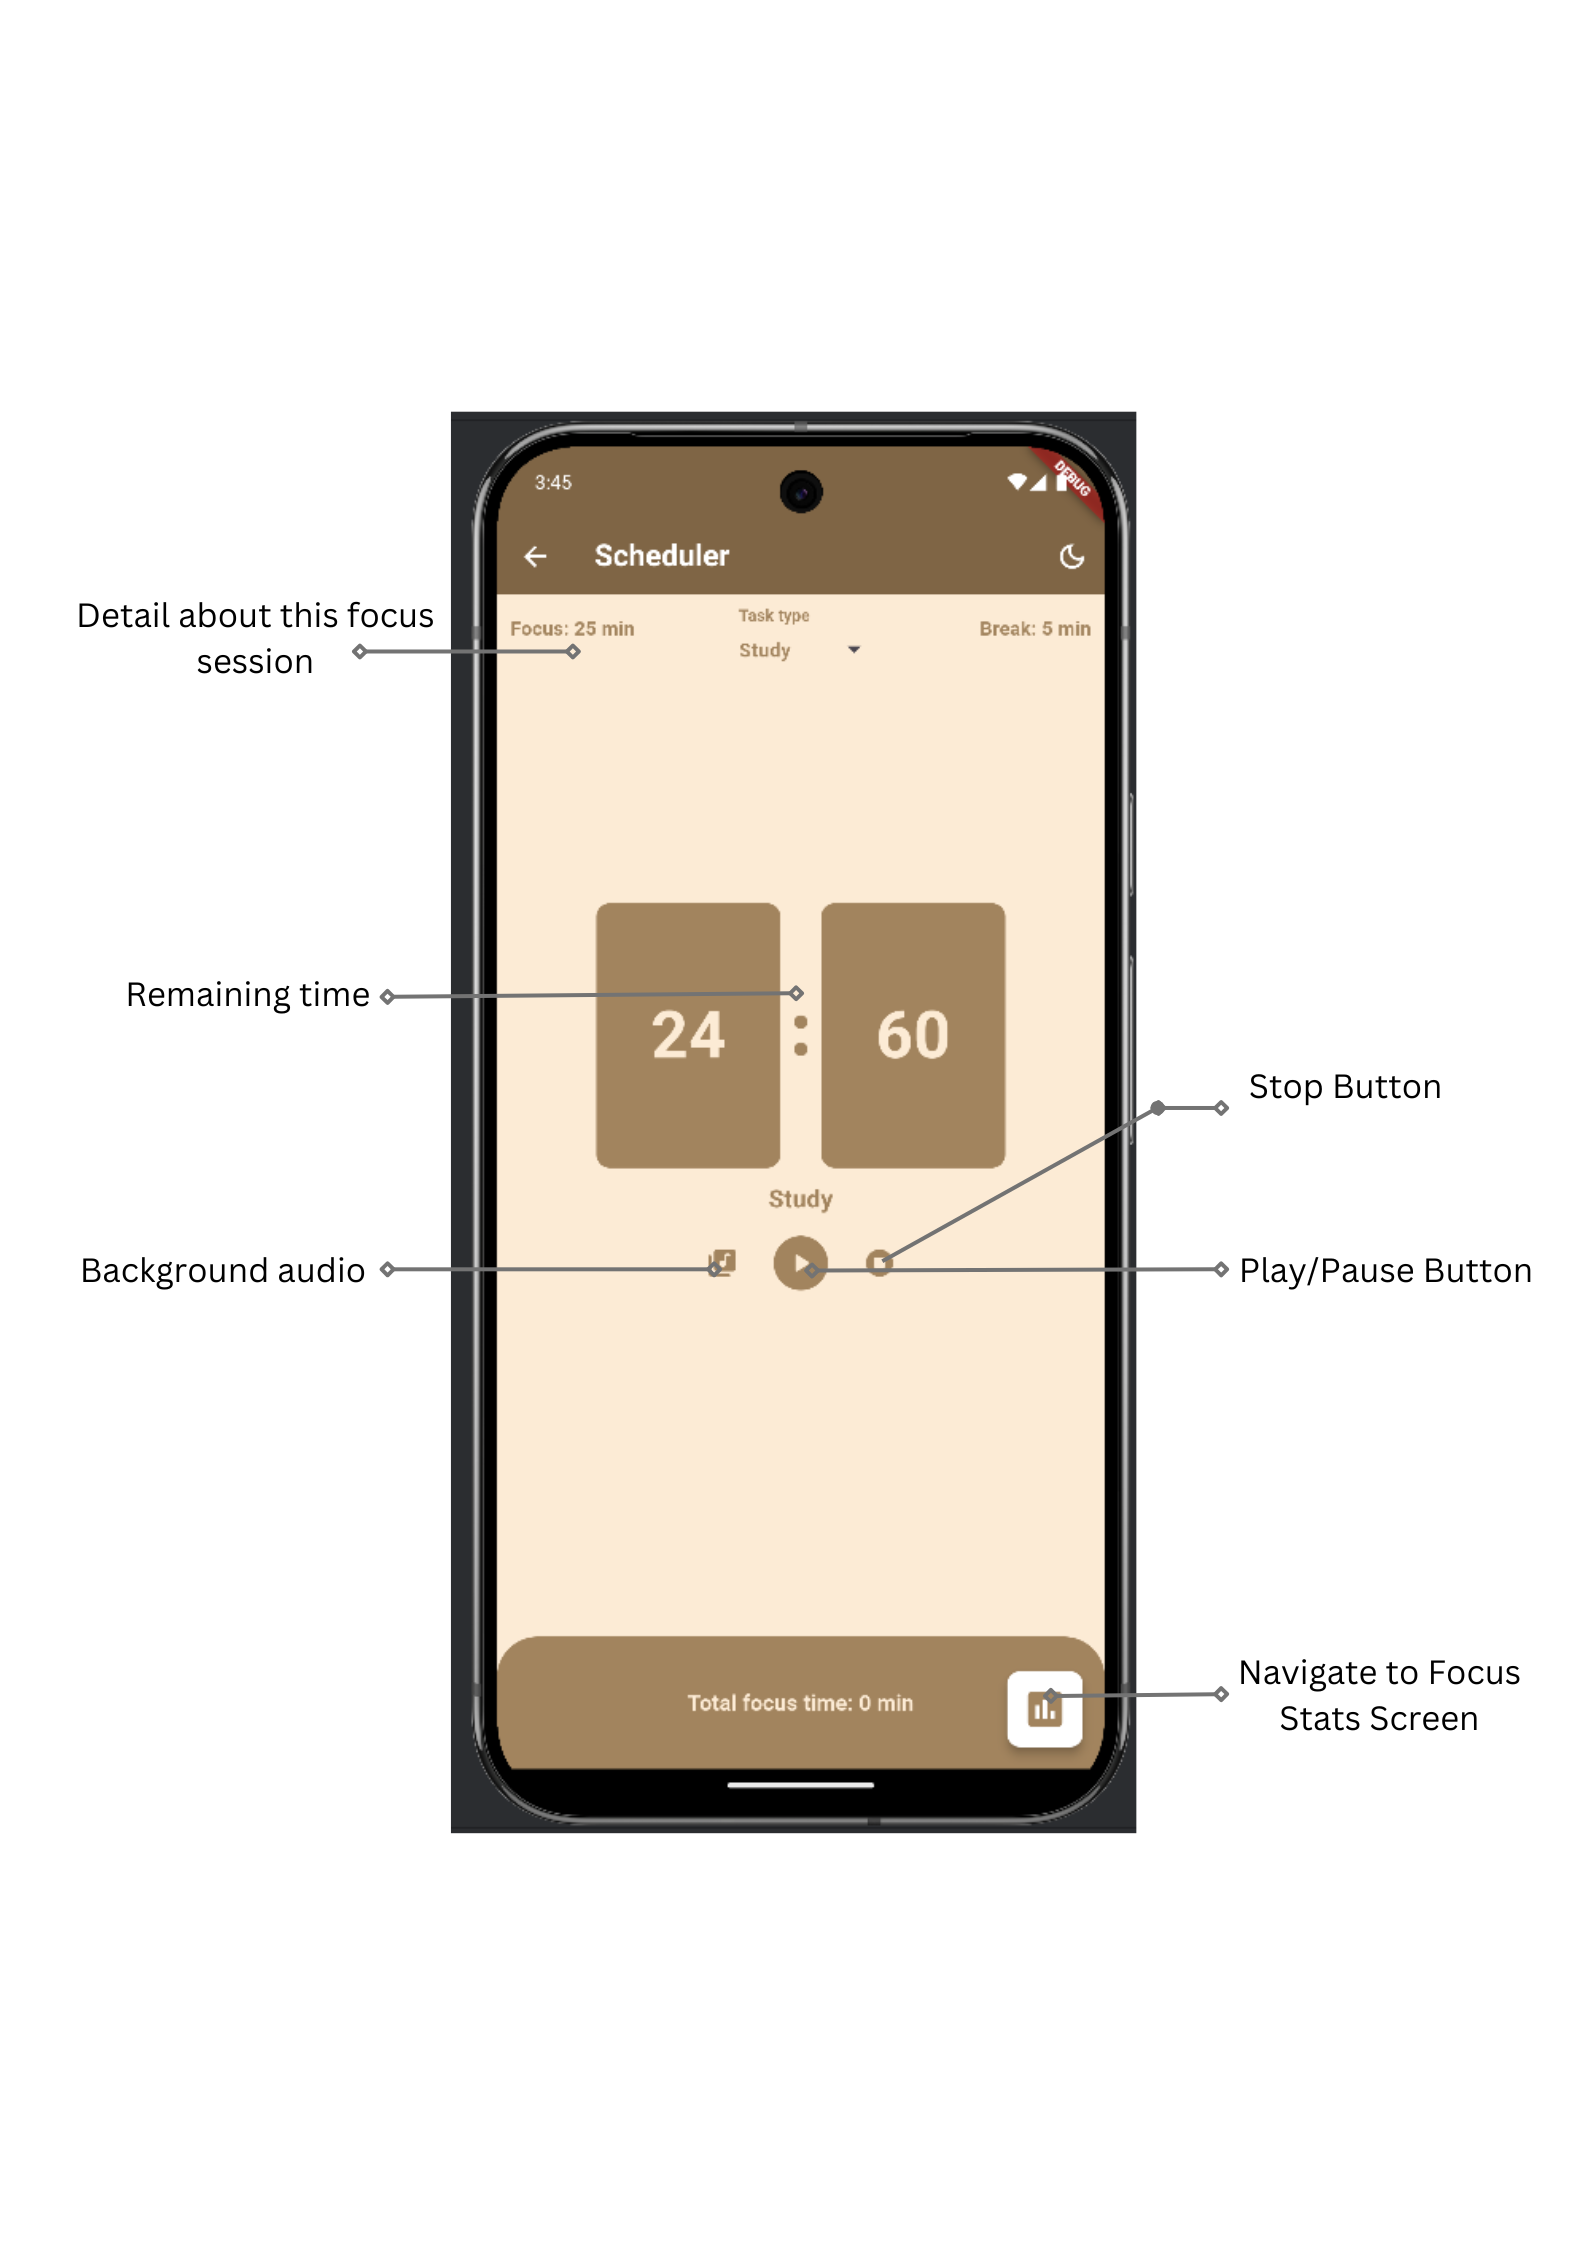 3:45
DEBUG
Scheduler
Detail about this focus
session
Focus: 25 min
Task type
Study
Break: 5 min
Remaining time
24 : 60
Stop Button
Study
Background audio
Play/Pause Button
Total focus time: 0 min
Navigate to Focus
Stats Screen